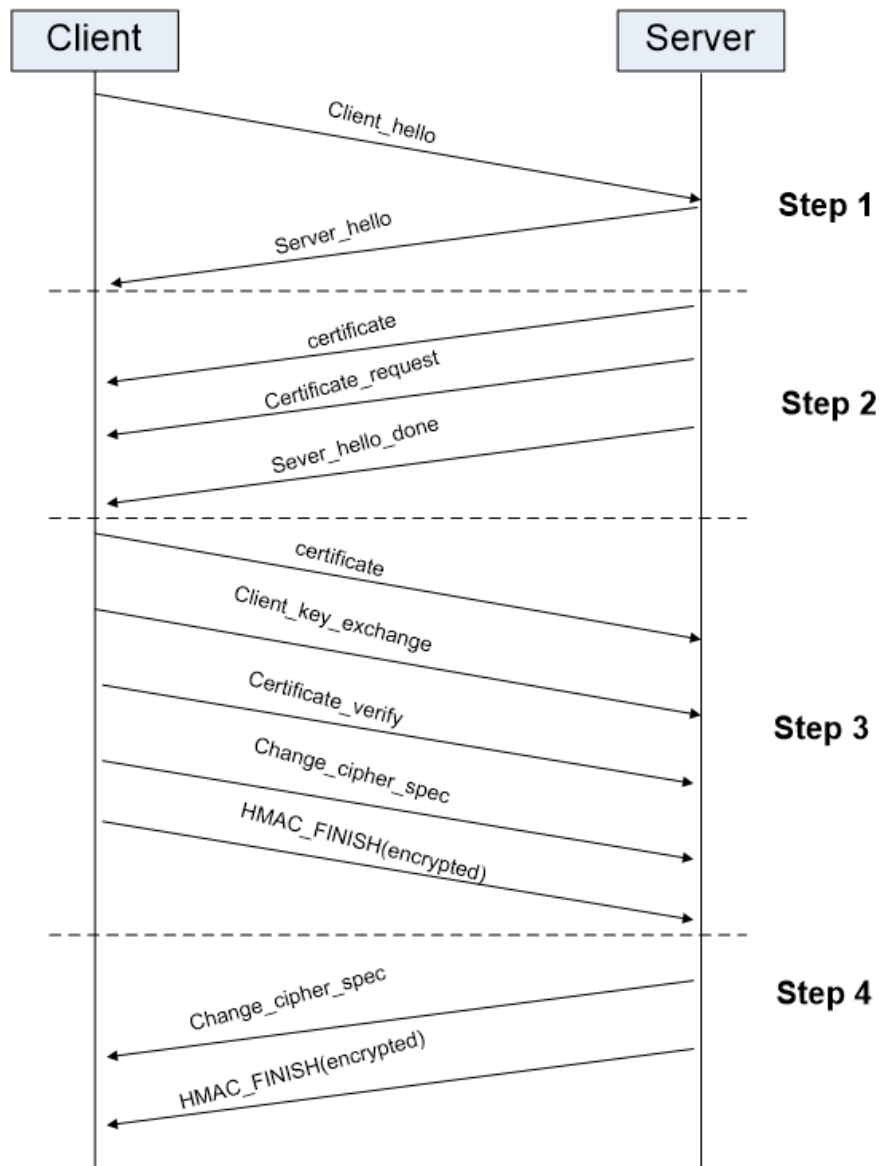 Client
Server
Client_hello
Step 1
Server_hello
certificate
Certificate_request
Step 2
Sever_hello_done
certificate
Client_key_exchange
Certificate_verify
Step 3
Change_cipher_spec
HMAC_FINISH(encrypted)
Change_cipher_spec
Step 4
HMAC_FINISH(encrypted)